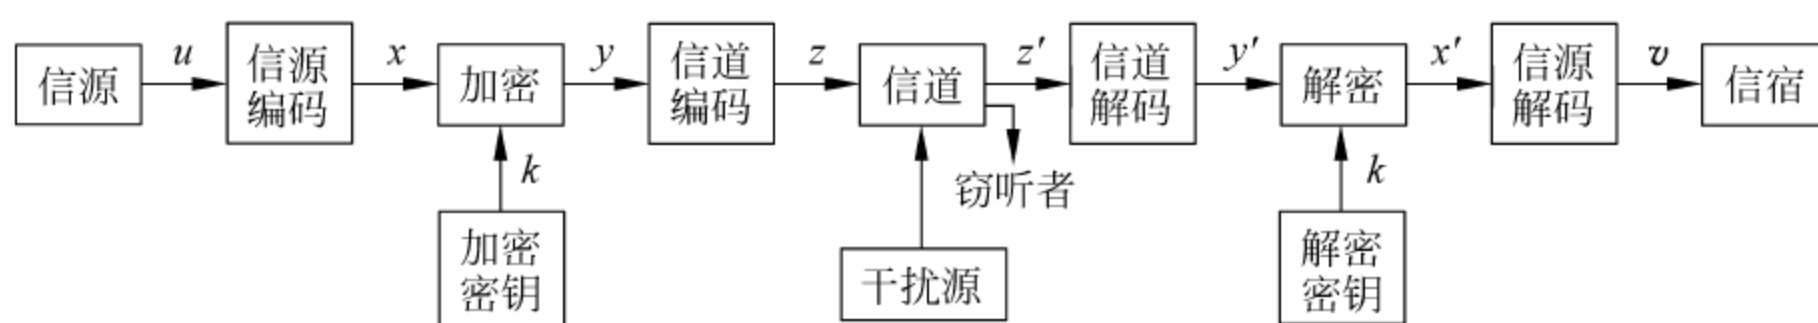 信源
u
信源
编码
x
加密
y
信道
编码
z
信道
z′
信道
解码
y′
解密
x′
信源
解码
v
信宿
k
窃听者
k
加密
密钥
干扰源
解密
密钥